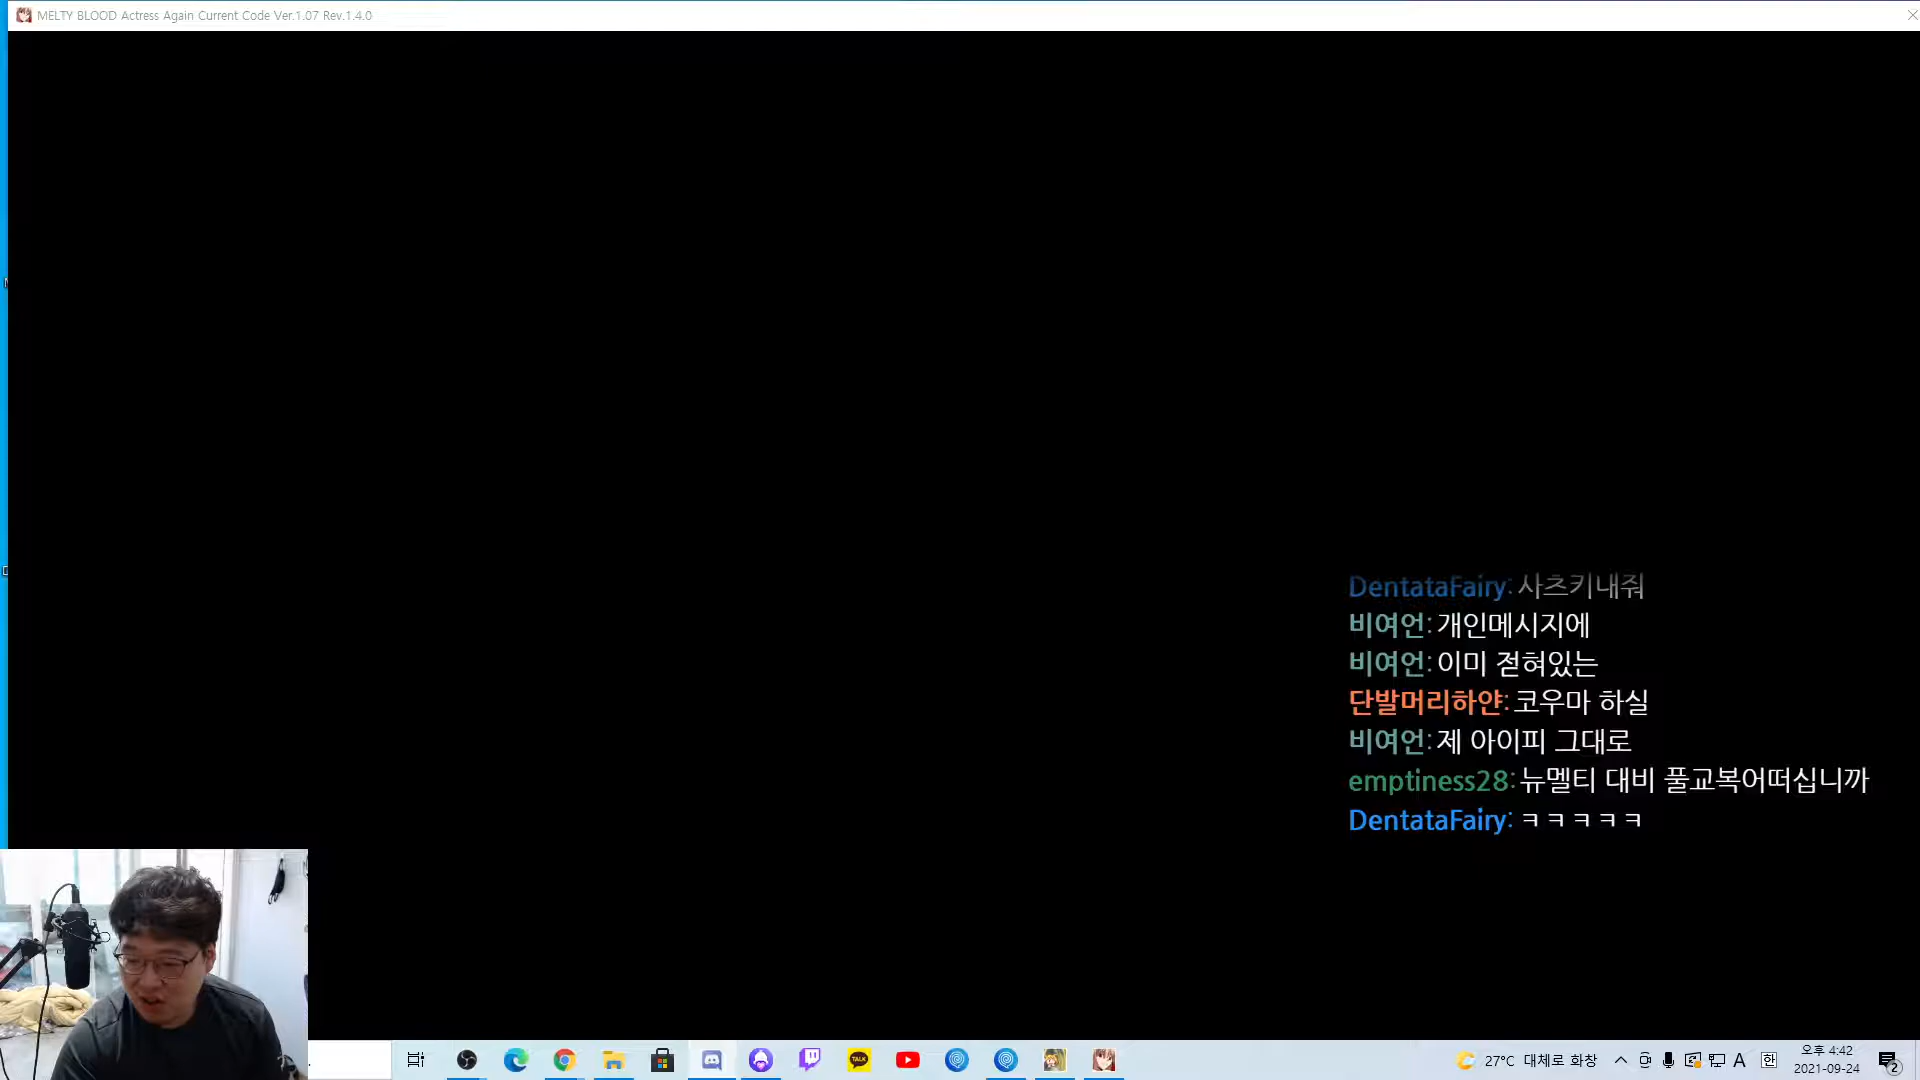 MELTY BLOOD Actress Again Current Code Ver.1.07 Rev.1.4.0
DentataFairy: 사츠키내줘
비여언: 개인메시지에
비여언: 이미 젙혀있는
단발머리하얀: 코우마 하실
비여언: 제 아이피 그대로
emptiness28: 뉴멜티 대비 풀교복어떠십니까
DentataFairy: ㅋㅋㅋㅋㅋ
TALK
27°C 대체로 화창
A
한
오후 4:42
2021-09-24
2